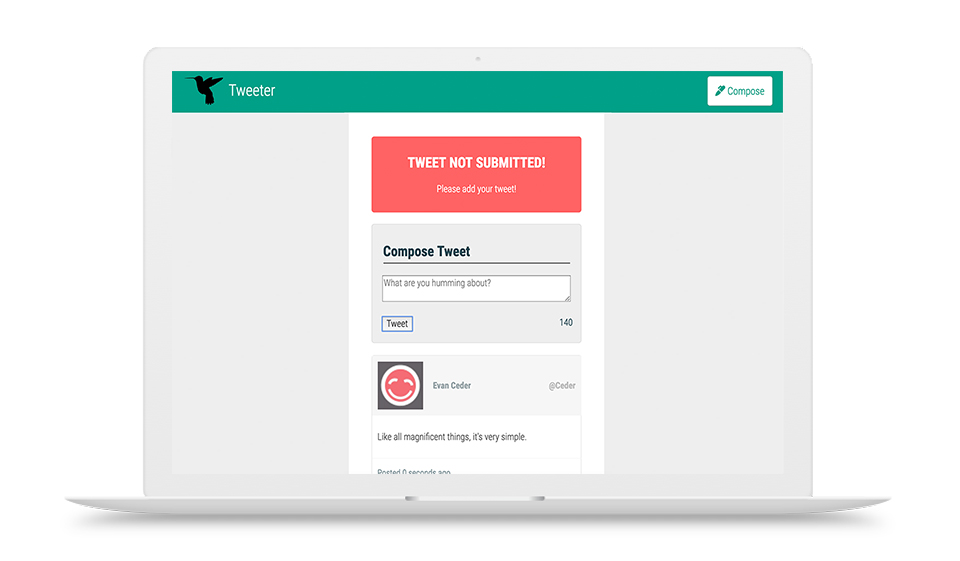 Tweeter
Compose
TWEET NOT SUBMITTED!
Please add your tweet!
Compose Tweet
What are you humming about?
Tweet
140
Evan Ceder
@Ceder
Like all magnificent things, it's very simple.
Posted 0 seconds ago